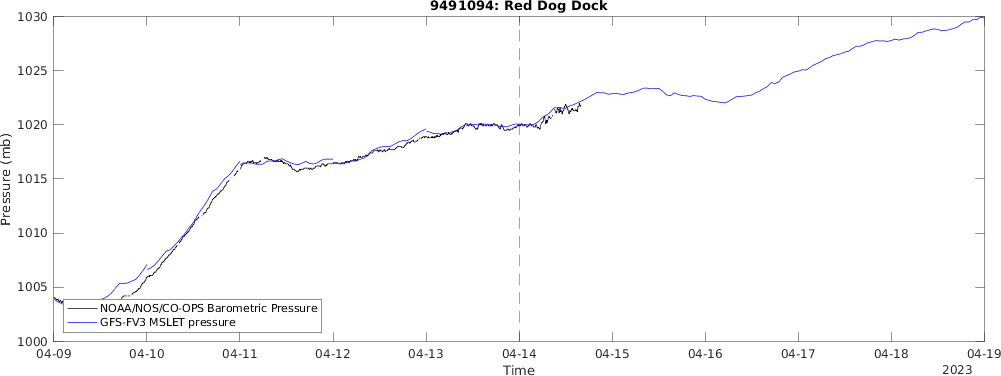 9491094: Red Dog Dock
Pressure (mb)
1030
1025
1020
1015
1010
1005
1000
NOAA/NOS/CO-OPS Barometric Pressure
GFS-FV3 MSLET pressure
04-09 04-10 04-11 04-12 04-13 04-14 04-15 04-16 04-17 04-18 04-19
Time
2023